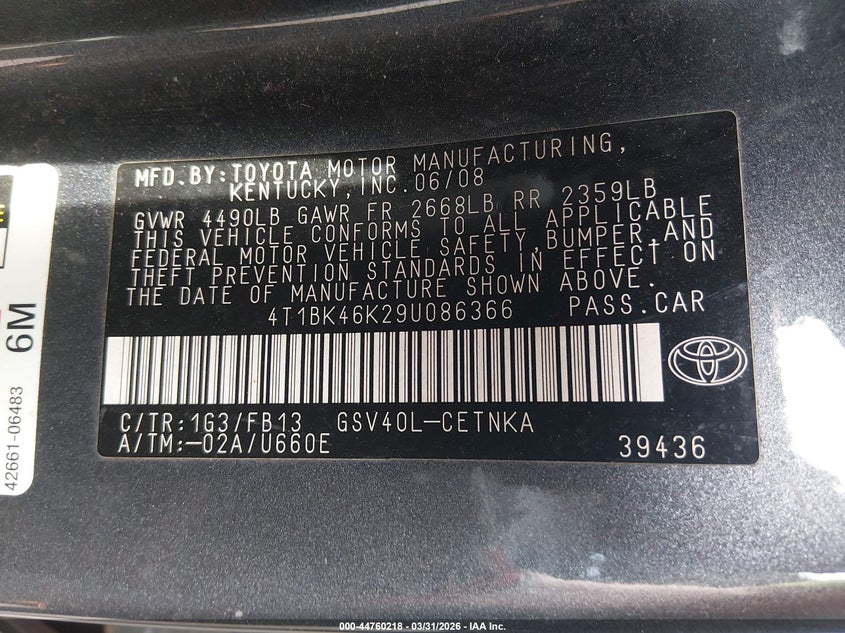 MFD.BY:TOYOTA MOTOR MANUFACTURING,
KENTUCKY,INC.06/08
GVWR 4490LB GAWR FR 2668LB RR 2359LB
THIS VEHICLE CONFORMS TO ALL APPLICABLE
FEDERAL MOTOR VEHICLE SAFETY,BUMPER,AND
THEFT PREVENTION STANDARDS IN EFFECT ON
THE DATE OF MANUFACTURE SHOWN ABOVE.
4T1BK46K29U086366 PASS.CAR
C/TR:1G3/FB13 GSV40L-CETNKA
A/TM:-02A/U660E 39436
6M
42661-06483
000-44760218 - 03/31/2026 - IAA Inc.